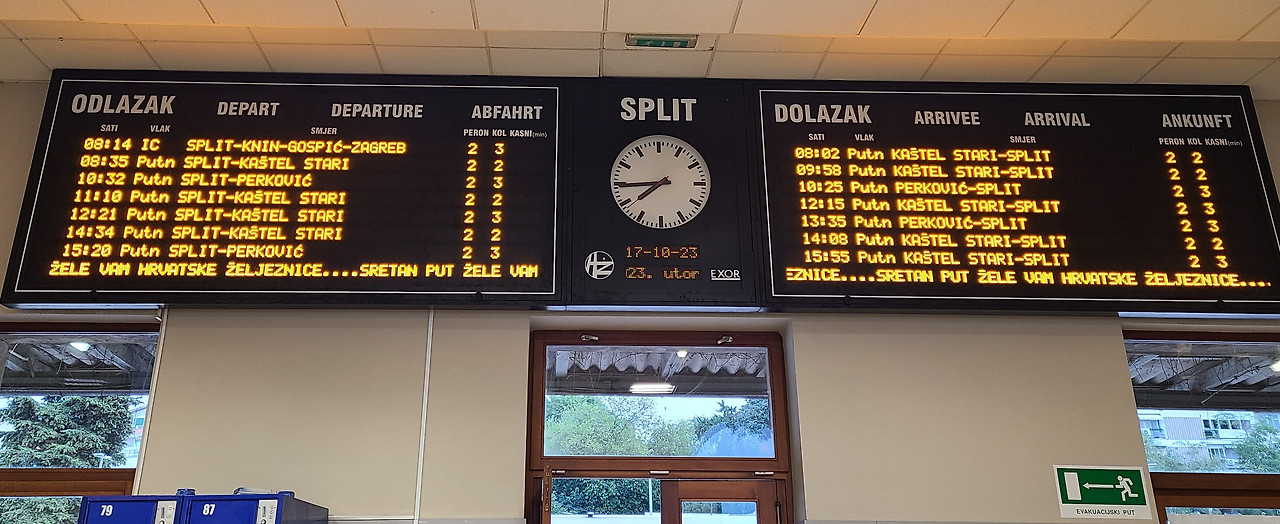 ODLAZAK DEPART DEPARTURE ABFAHRT
SATI VLAK SMJER PERON KOL KASNI(min)
08:14 IC SPLIT-KNIN-GOSPIĆ-ZAGREB 2 3
08:35 Putn SPLIT-KAŠTEL STARI 2 2
10:32 Putn SPLIT-PERKOVIĆ 2 3
11:10 Putn SPLIT-KAŠTEL STARI 2 2
12:21 Putn SPLIT-KAŠTEL STARI 2 3
14:34 Putn SPLIT-KAŠTEL STARI 2 2
15:20 Putn SPLIT-PERKOVIĆ 2 3
ŽELE VAM HRVATSKE ŽELJEZNICE....SRETAN PUT ŽELE VAM
SPLIT
17-10-23
23. utor
EXOR
DOLAZAK ARRIVEE ARRIVAL ANKUNFT
SATI VLAK SMJER PERON KOL KASNI(min)
08:02 Putn KAŠTEL STARI-SPLIT 2 2
09:58 Putn KAŠTEL STARI-SPLIT 2 2
10:25 Putn PERKOVIĆ-SPLIT 2 3
12:15 Putn KAŠTEL STARI-SPLIT 2 3
13:35 Putn PERKOVIĆ-SPLIT 2 3
14:08 Putn KAŠTEL STARI-SPLIT 2 2
15:55 Putn KAŠTEL STARI-SPLIT 2 3
EZNICE....SRETAN PUT ŽELE VAM HRVATSKE ŽELJEZNICE....
EVAKUACIJSKI PUT
79
87